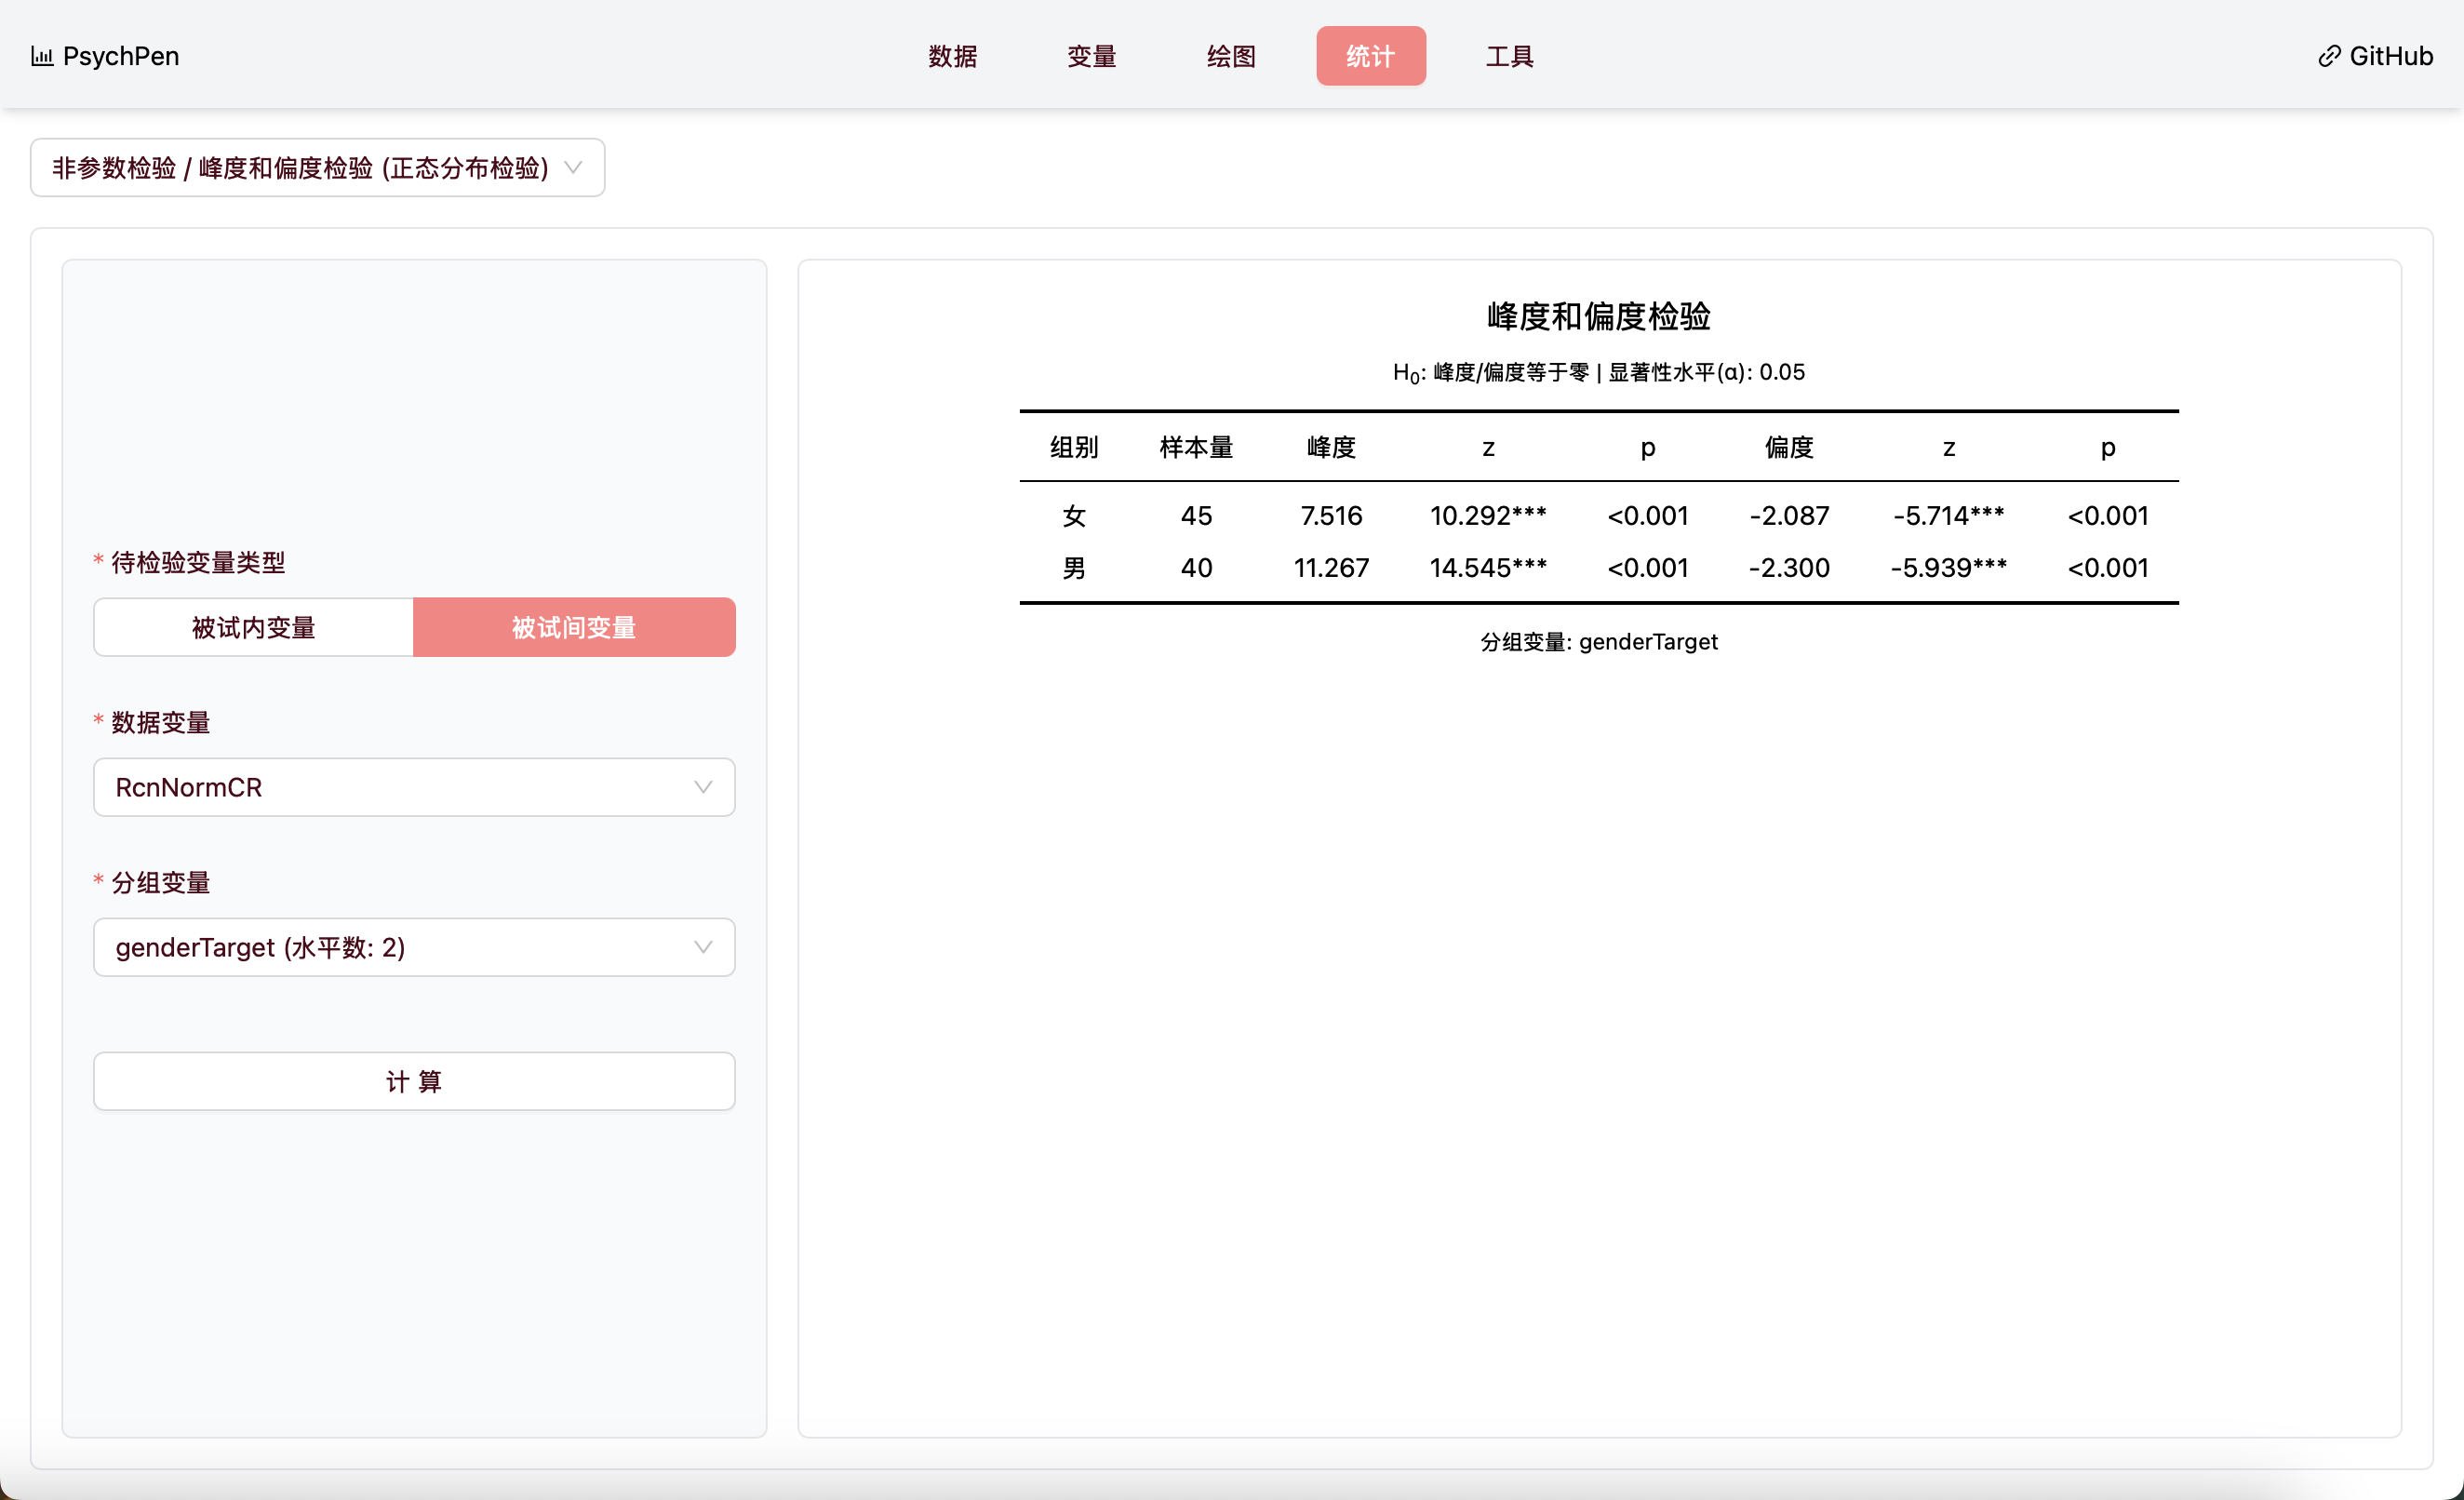 PsychPen
数据 变量 绘图 统计 工具
GitHub
非参数检验 / 峰度和偏度检验 (正态分布检验)
* 待检验变量类型
被试内变量 被试间变量
* 数据变量
RcnNormCR
* 分组变量
genderTarget (水平数: 2)
计 算
峰度和偏度检验
H0: 峰度/偏度等于零 | 显著性水平(α): 0.05
组别 样本量 峰度 z p 偏度 z p
女 45 7.516 10.292*** <0.001 -2.087 -5.714*** <0.001
男 40 11.267 14.545*** <0.001 -2.300 -5.939*** <0.001
分组变量: genderTarget